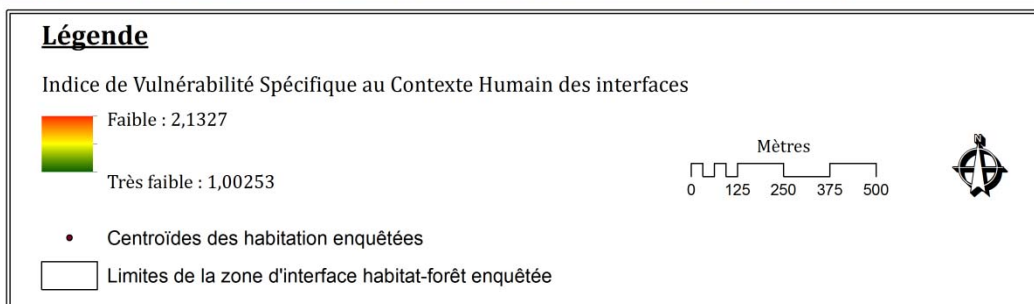 Légende
Indice de Vulnérabilité Spécifique au Contexte Humain des interfaces
Faible : 2,1327
Très faible : 1,00253
Mètres
0 125 250 375 500
N
Centroïdes des habitation enquêtées
Limites de la zone d'interface habitat-forêt enquêtée